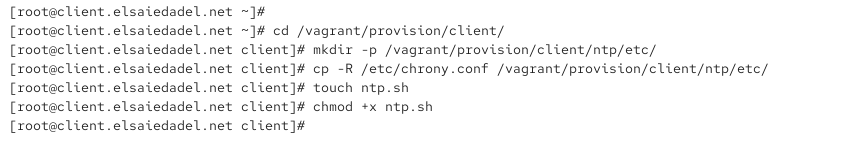 [root@client.elsaiedadel.net ~]#
[root@client.elsaiedadel.net ~]# cd /vagrant/provision/client/
[root@client.elsaiedadel.net client]# mkdir -p /vagrant/provision/client/ntp/etc/
[root@client.elsaiedadel.net client]# cp -R /etc/chrony.conf /vagrant/provision/client/ntp/etc/
[root@client.elsaiedadel.net client]# touch ntp.sh
[root@client.elsaiedadel.net client]# chmod +x ntp.sh
[root@client.elsaiedadel.net client]#